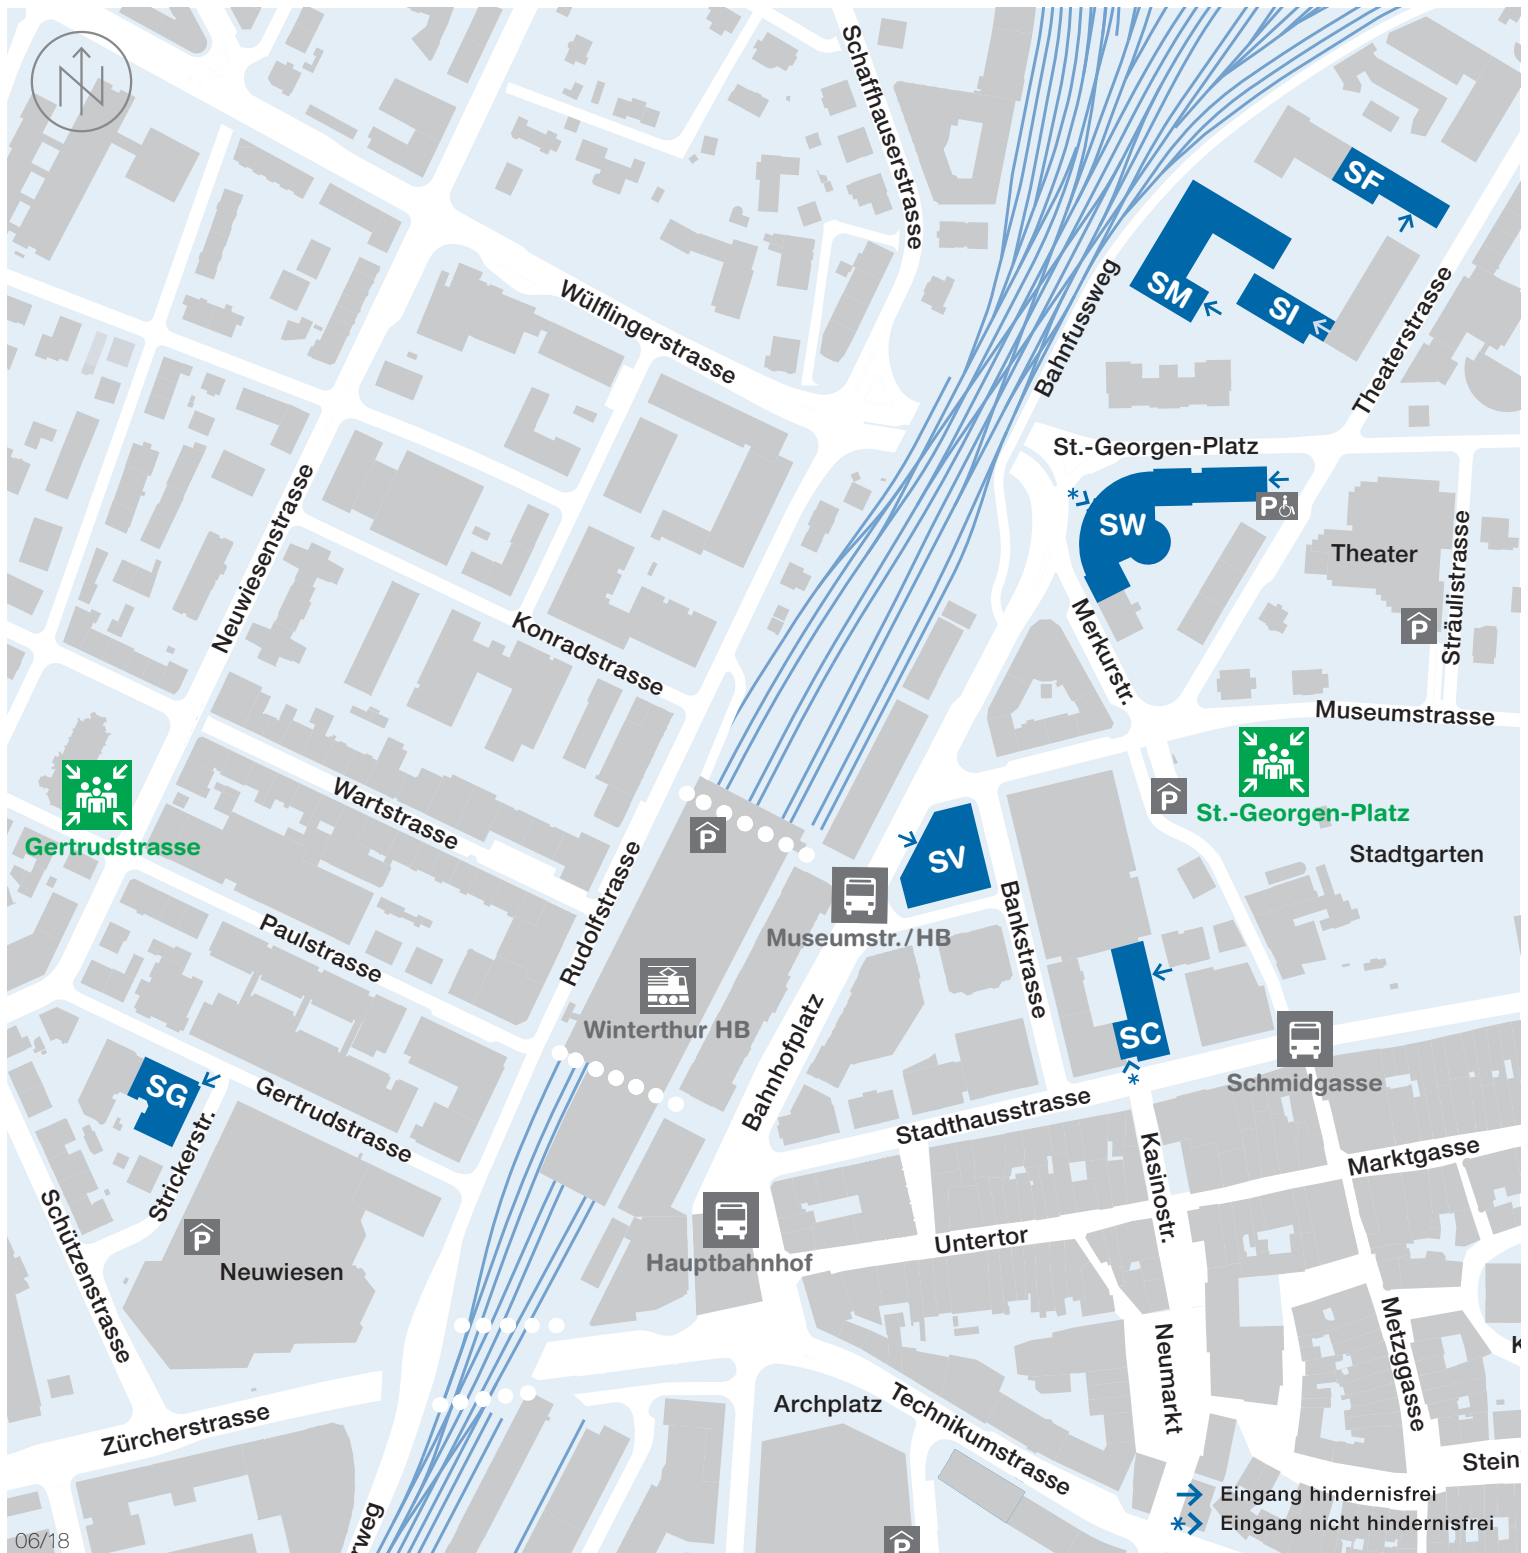 N
Schaffhauserstrasse
SF
SM
SI
Bahnfussweg
Theaterstrasse
Wülflingerstrasse
St.-Georgen-Platz
SW
P
Theater
Sträulistrasse
P
Neuwiesenstrasse
Konradstrasse
Merkurstr.
Museumstrasse
Gertrudstrasse
Wartstrasse
P
P
St.-Georgen-Platz
Stadtgarten
SV
Museumstr./HB
Bankstrasse
Paulstrasse
Rudolfstrasse
Winterthur HB
Bahnhofplatz
SC
Schmidgasse
SG
Gertrudstrasse
Strickerstr.
Stadthausstrasse
Kasinostr.
Marktgasse
Schützenstrasse
P
Neuwiesen
Hauptbahnhof
Untertor
Metzggasse
Neumarkt
K
Zürcherstrasse
Archplatz
Technikumstrasse
Stein
rweg
P
Eingang hindernisfrei
* Eingang nicht hindernisfrei
06/18